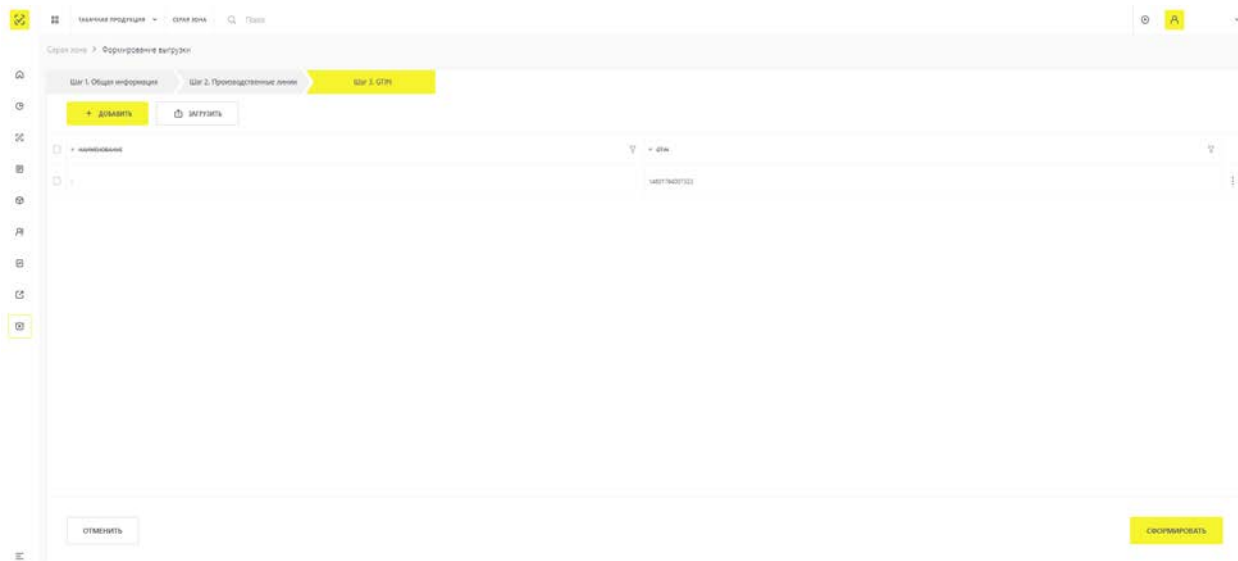 ТАБАЧНАЯ ПРОДУКЦИЯ СЕРАЯ ЗОНА Поиск
Серая зона > Формирование выгрузки
Шаг 1. Общая информация Шаг 2. Производственные линии Шаг 3. GTIN
+ ДОБАВИТЬ ЗАГРУЗИТЬ
НАИМЕНОВАНИЕ GTIN
ОТМЕНИТЬ СФОРМИРОВАТЬ